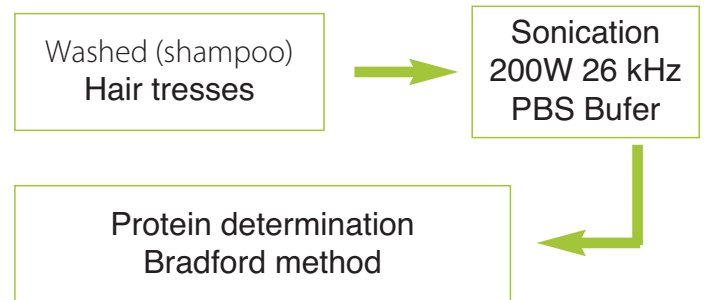 Washed (shampoo)
Hair tresses
Sonication
200W 26 kHz
PBS Bufer
Protein determination
Bradford method